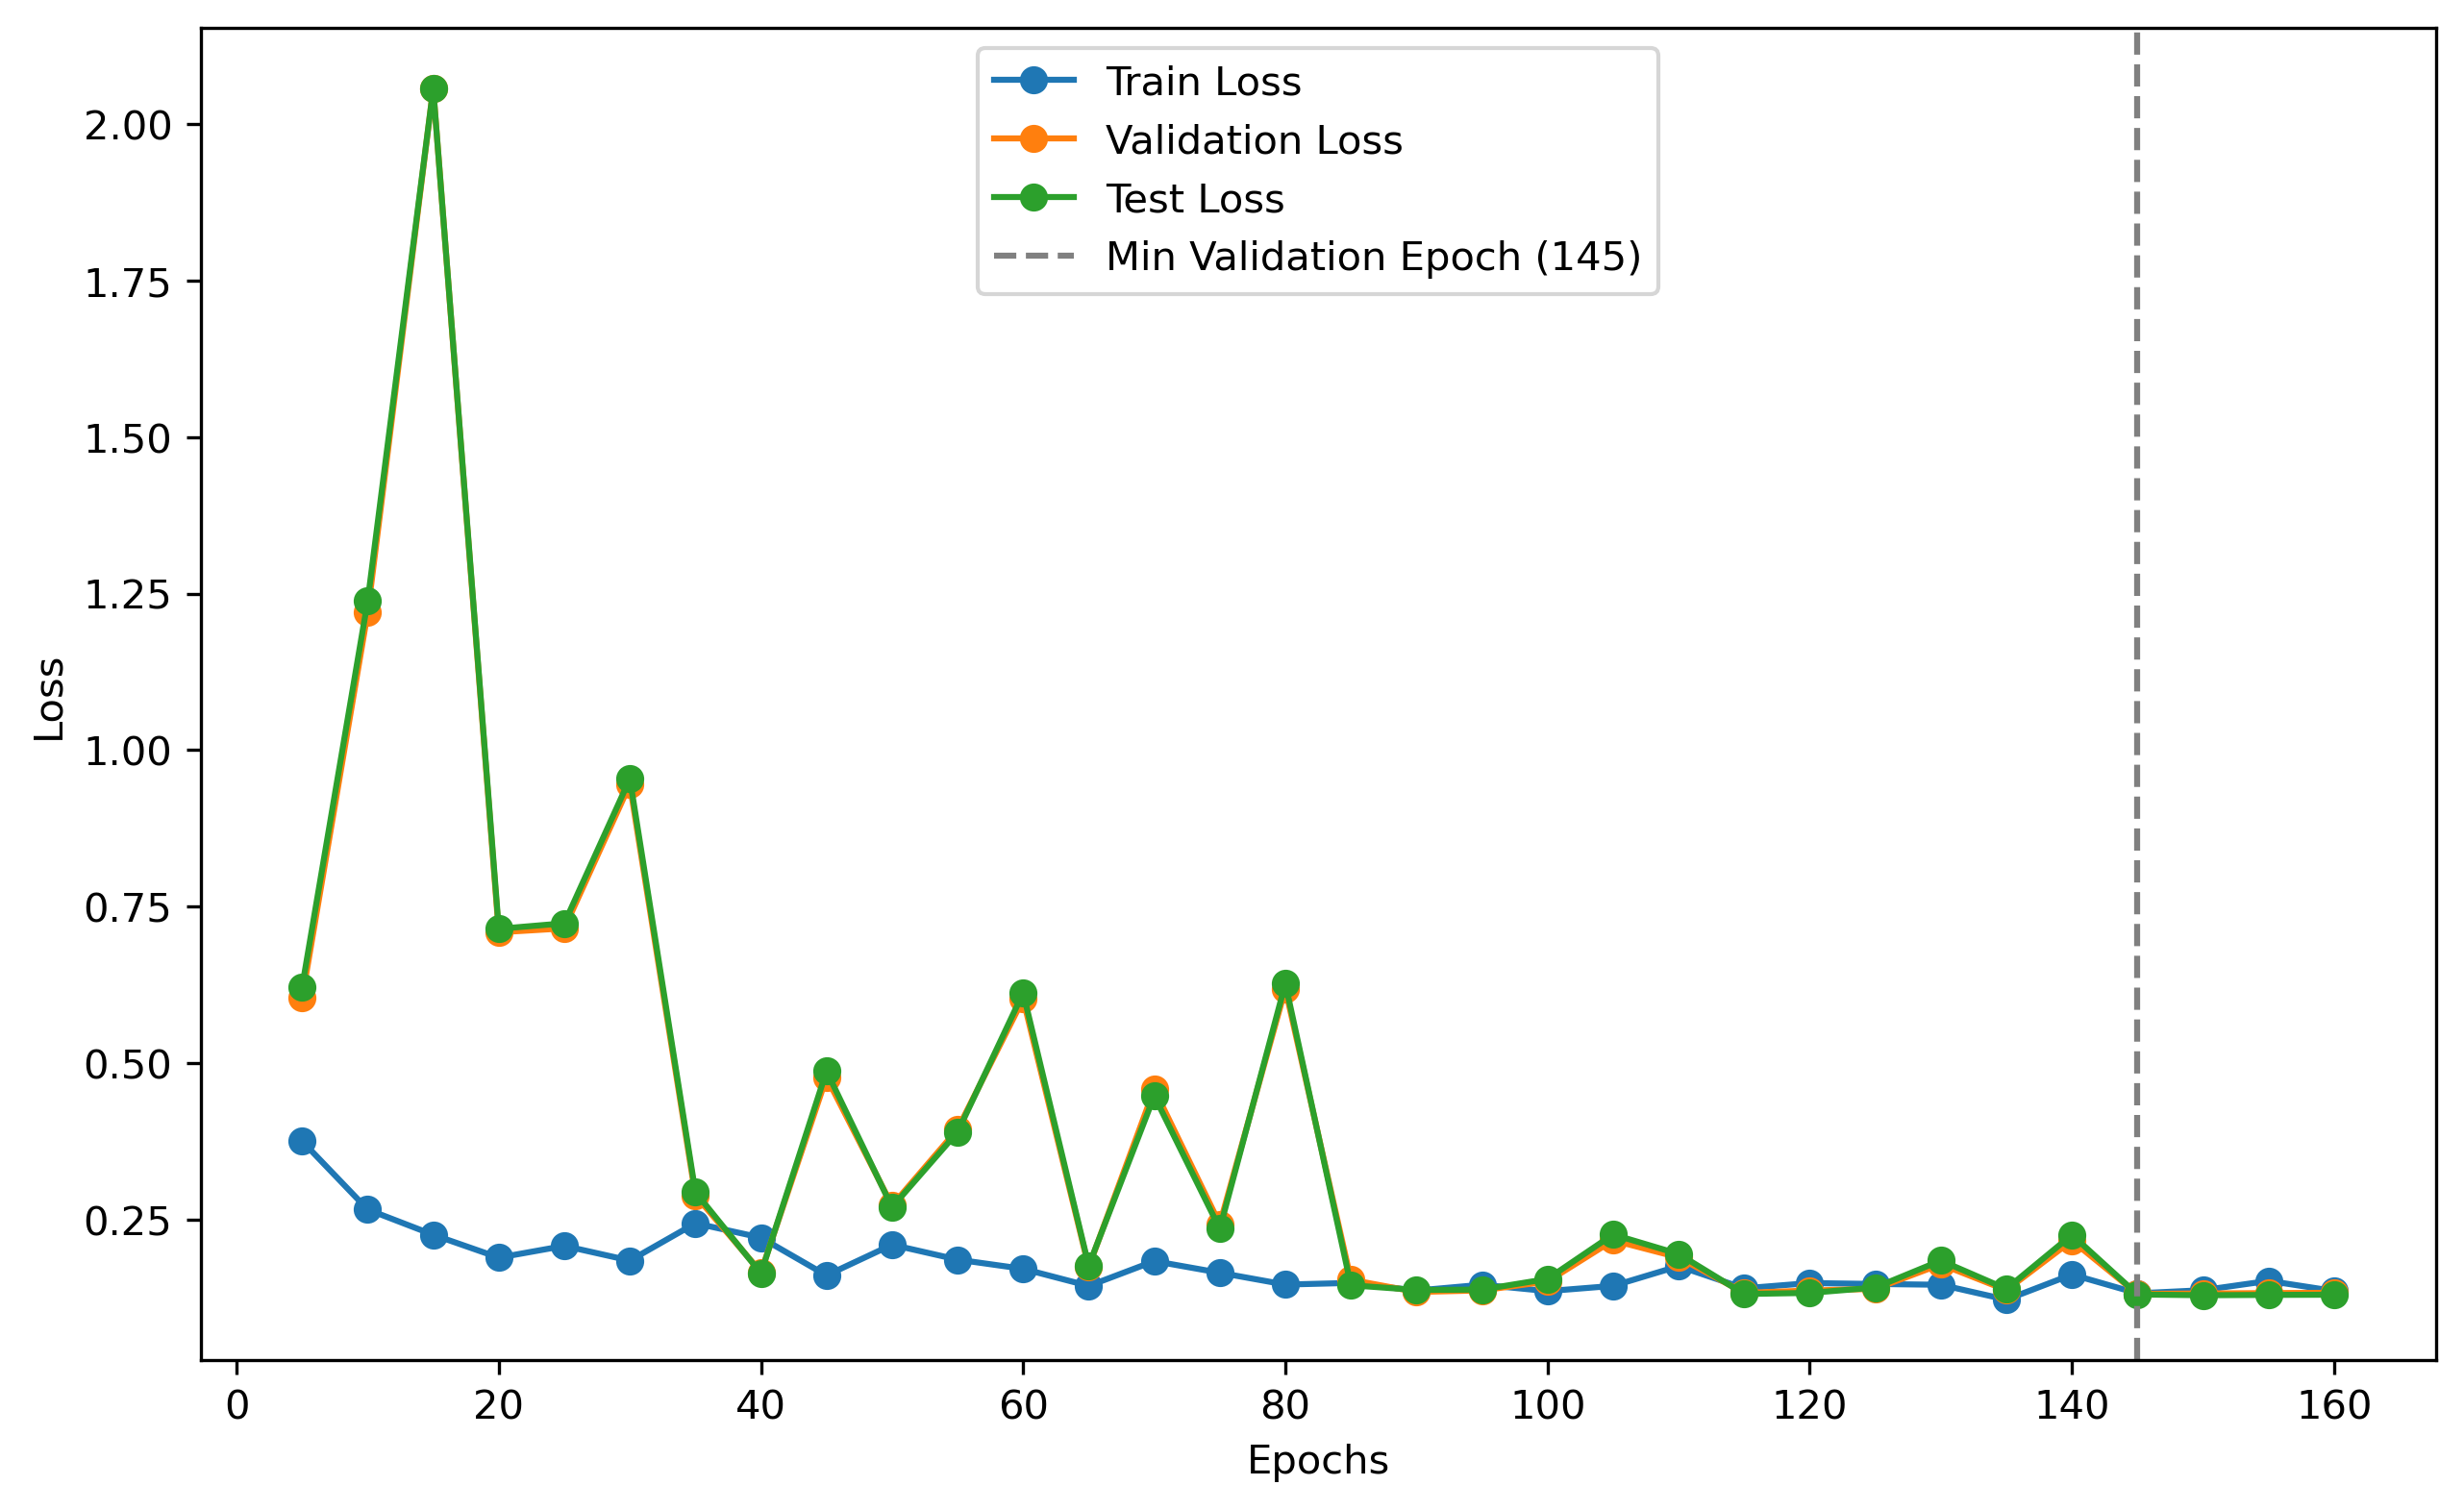 Train Loss
Validation Loss
Test Loss
Min Validation Epoch (145)
2.00
1.75
1.50
1.25
1.00
0.75
0.50
0.25
Loss
0 20 40 60 80 100 120 140 160
Epochs